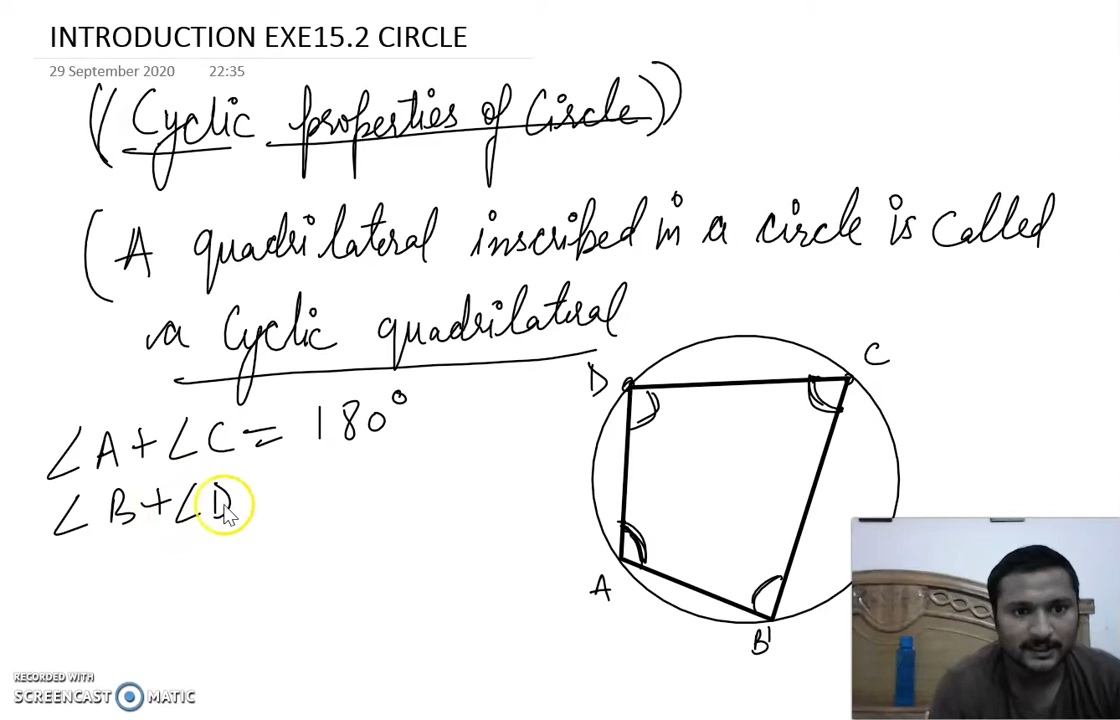 INTRODUCTION EXE15.2 CIRCLE
29 September 2020 22:35
((Cyclic properties of Circle))
(A quadrilateral inscribed in a circle is called
a Cyclic quadrilateral
D
C
∠A+∠C= 180°
∠B+∠D
A
B
RECORDED WITH
SCREENCAST MATIC